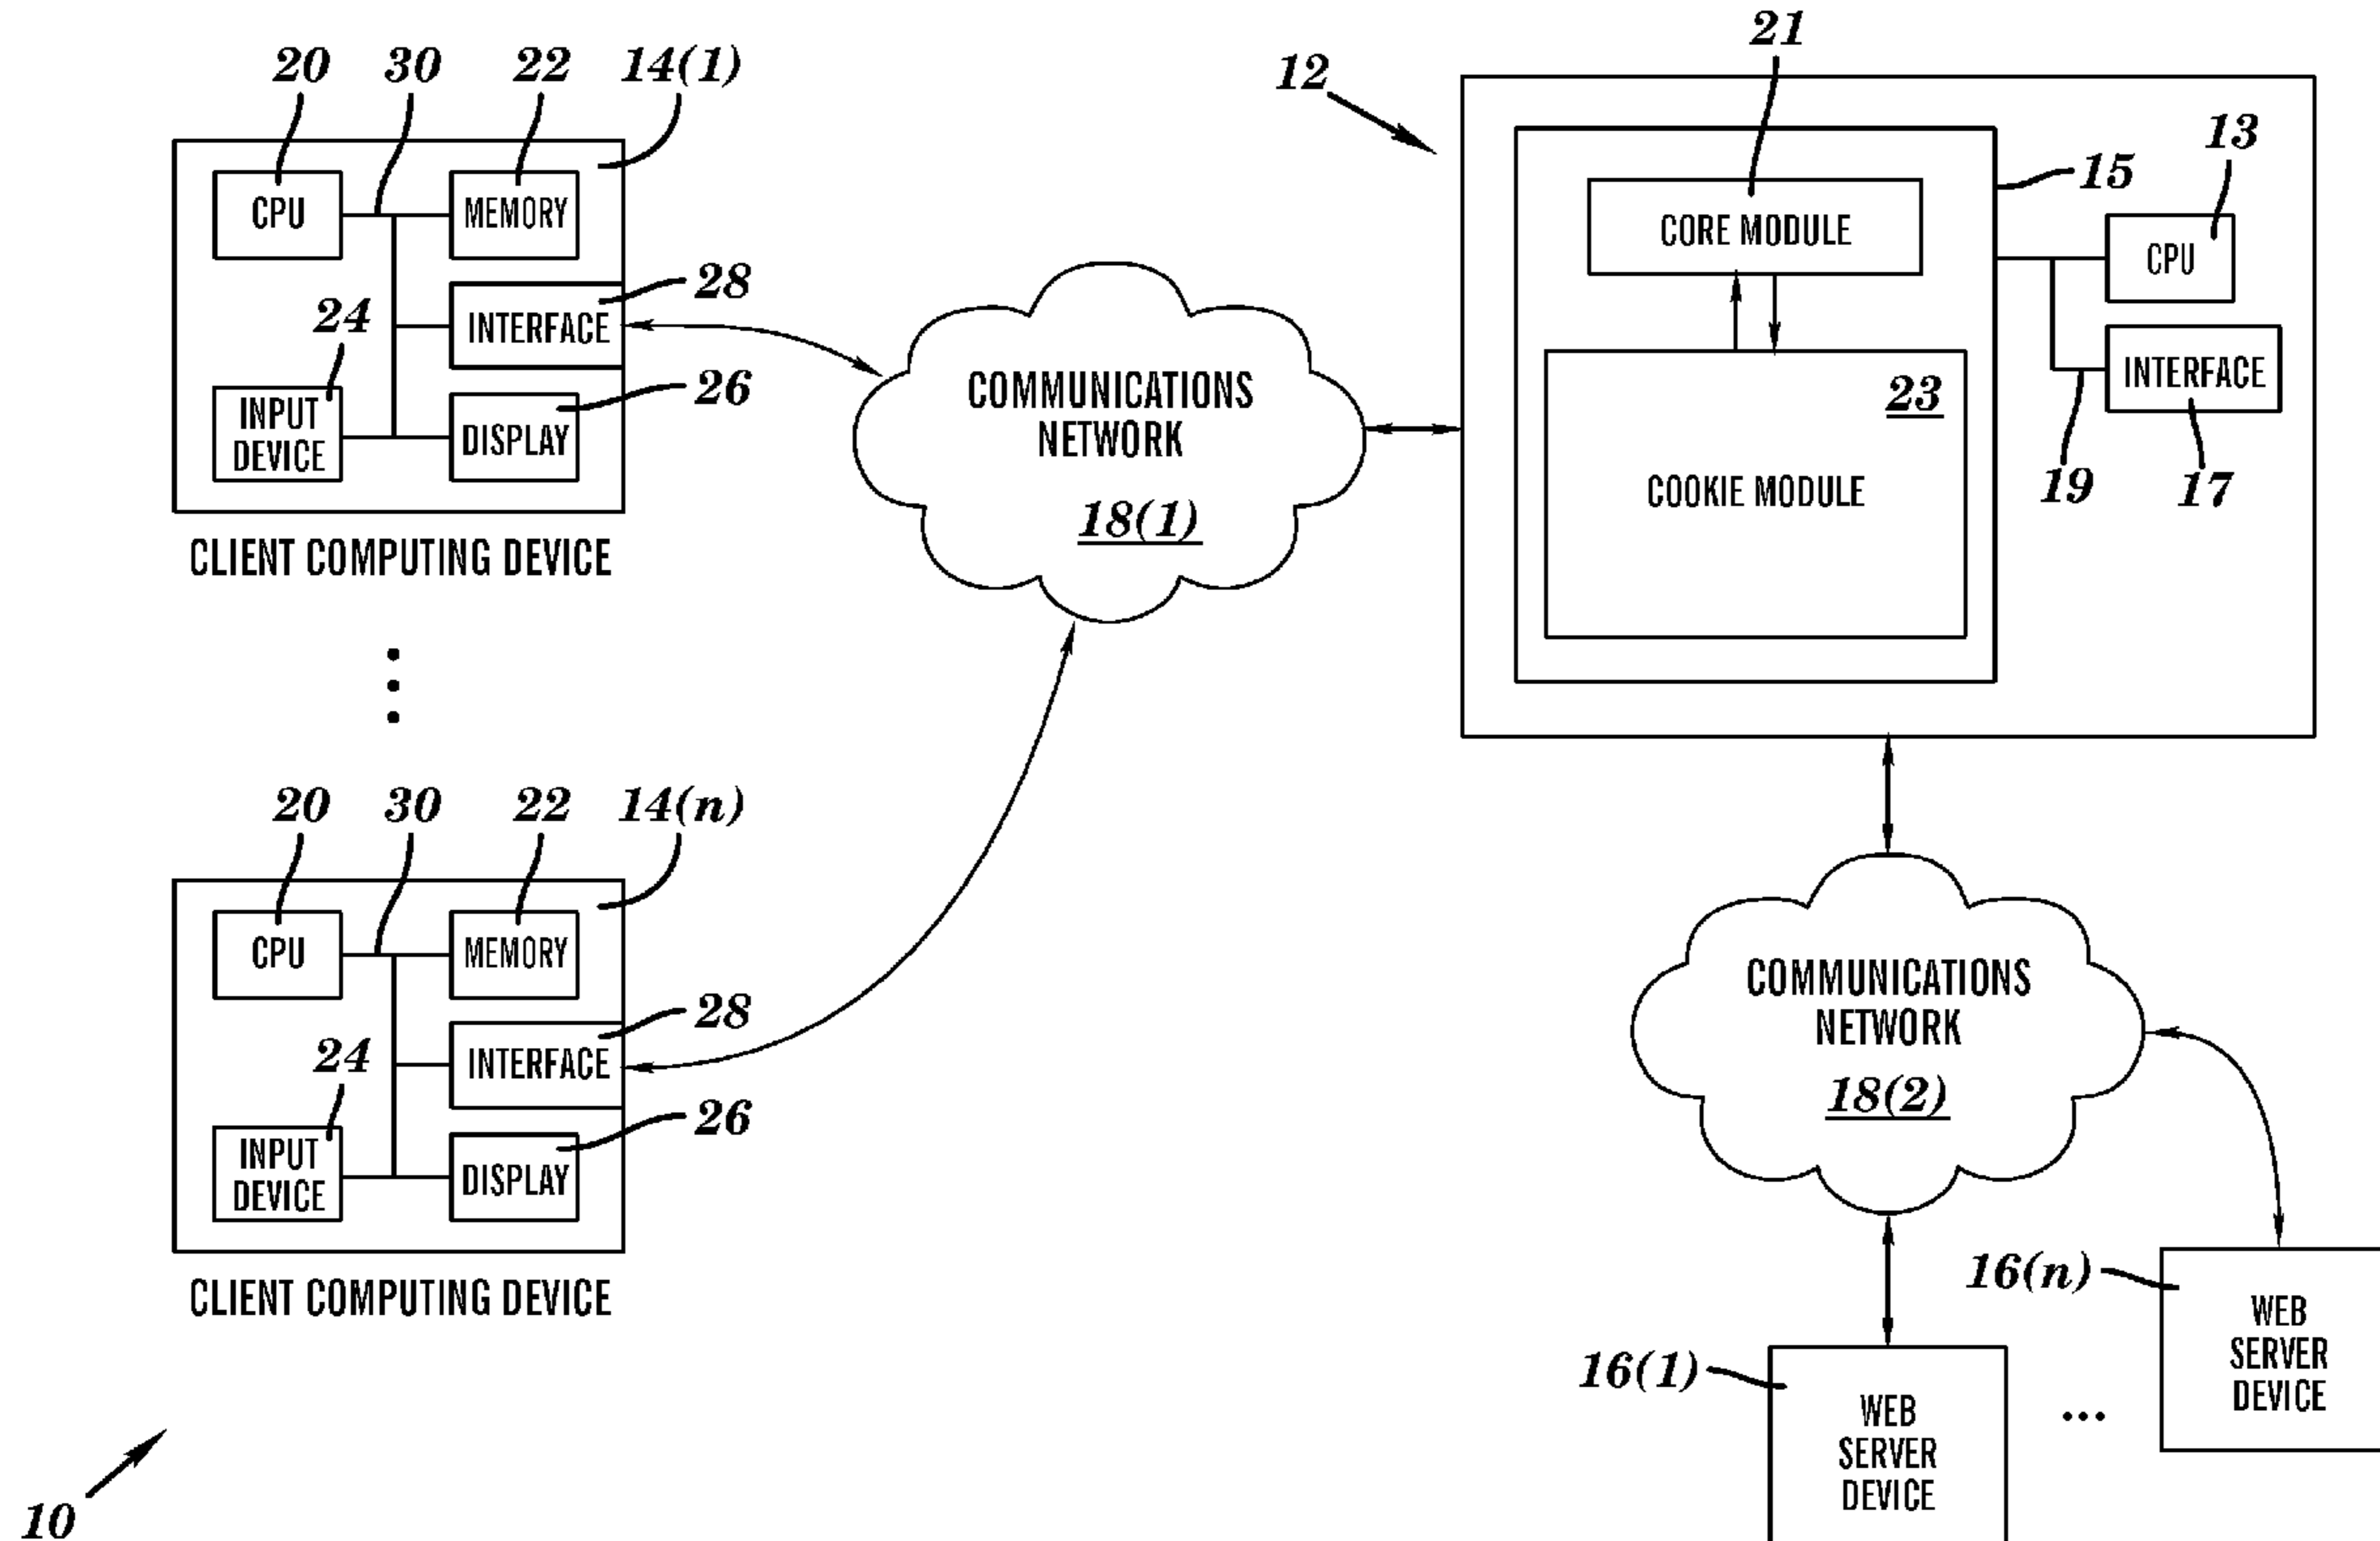 20 30 22 14(1)
CPU MEMORY
28
INTERFACE
24
26
INPUT
DEVICE
DISPLAY
CLIENT COMPUTING DEVICE
20 30 22 14(n)
CPU MEMORY
28
INTERFACE
24
26
INPUT
DEVICE
DISPLAY
CLIENT COMPUTING DEVICE
10
COMMUNICATIONS
NETWORK
18(1)
12
21
13
15
CORE MODULE
CPU
23
INTERFACE
COOKIE MODULE
19 17
COMMUNICATIONS
NETWORK
18(2)
16(n)
WEB
SERVER
DEVICE
16(1)
WEB
SERVER
DEVICE
...